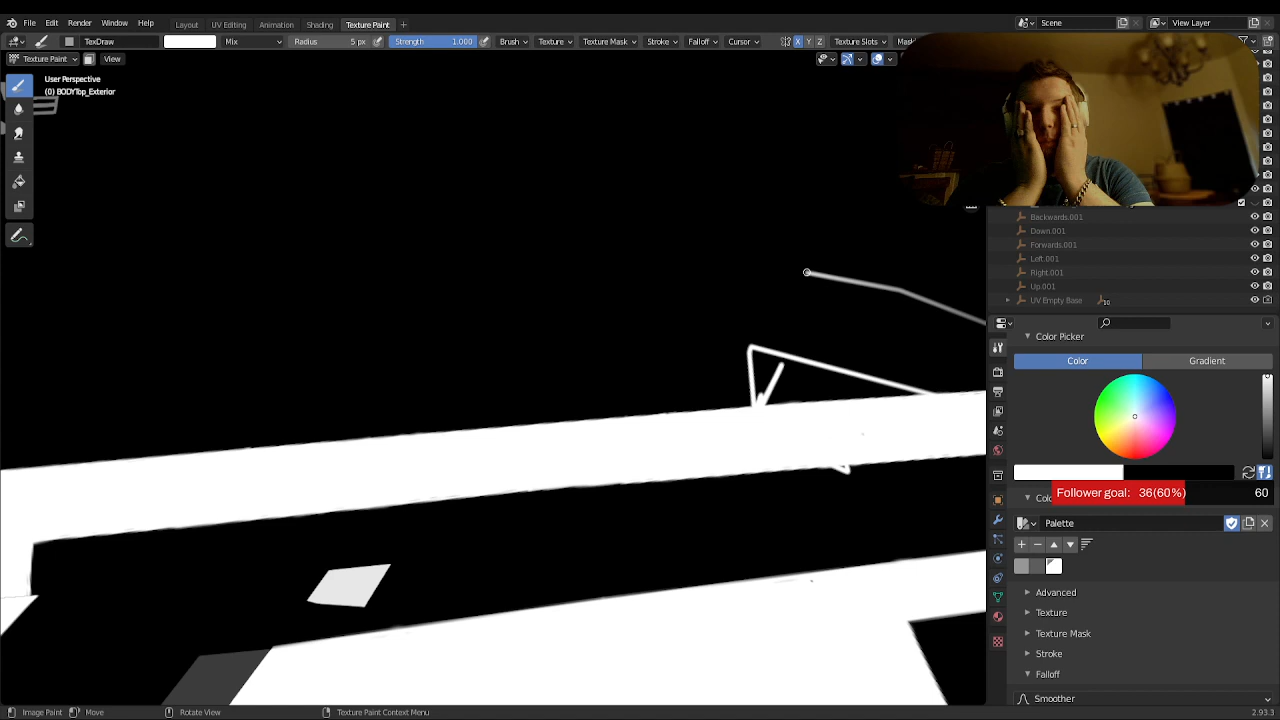 File Edit Render Window Help Layout UV Editing Animation Shading Texture Paint + Scene View Layer
TexDraw Mix Radius 5 px Strength 1.000 Brush Texture Texture Mask Stroke Falloff Cursor X Y Z Texture Slots Mask
Texture Paint View
User Perspective
(0) BODYTop_Exterior
Backwards.001
Down.001
Forwards.001
Left.001
Right.001
Up.001
UV Empty Base 10
Color Picker
Color Gradient
Follower goal: 36(60%) 60
Palette
Advanced
Texture
Texture Mask
Stroke
Falloff
Smoother
Image Paint Move Rotate View Texture Paint Context Menu 2.93.3